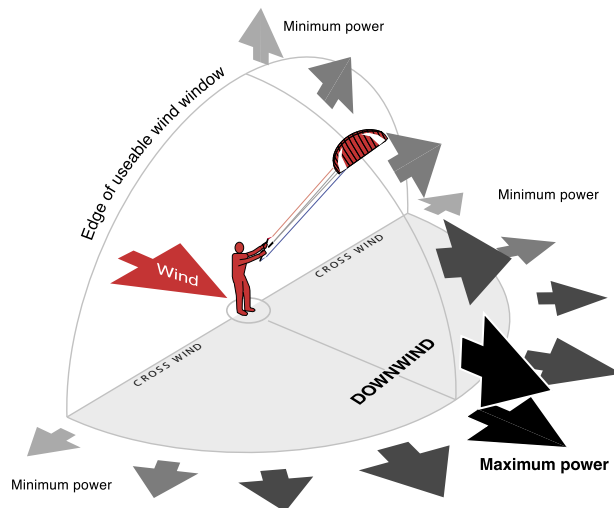 Minimum power
Edge of useable wind window
Minimum power
CROSS WIND
Wind
CROSS WIND
DOWNWIND
Maximum power
Minimum power